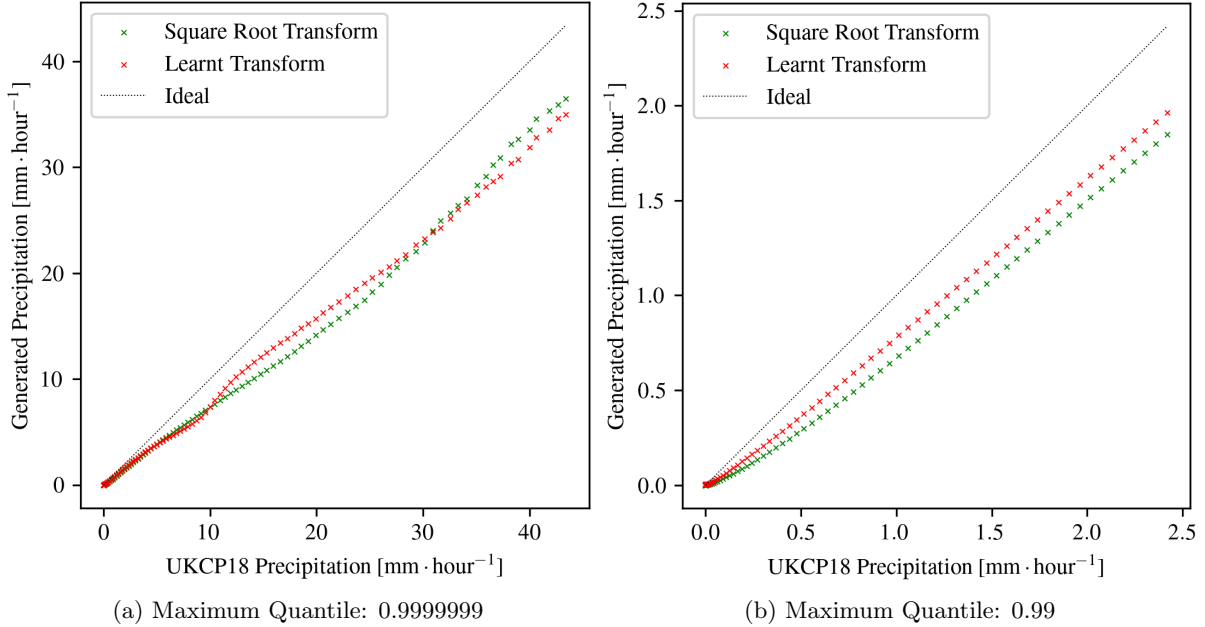 Square Root Transform
Learnt Transform
Ideal
Generated Precipitation [mm · hour⁻¹]
40
30
20
10
0
0 10 20 30 40
UKCP18 Precipitation [mm · hour⁻¹]
(a) Maximum Quantile: 0.9999999
Square Root Transform
Learnt Transform
Ideal
Generated Precipitation [mm · hour⁻¹]
2.5
2.0
1.5
1.0
0.5
0.0
0.0 0.5 1.0 1.5 2.0 2.5
UKCP18 Precipitation [mm · hour⁻¹]
(b) Maximum Quantile: 0.99